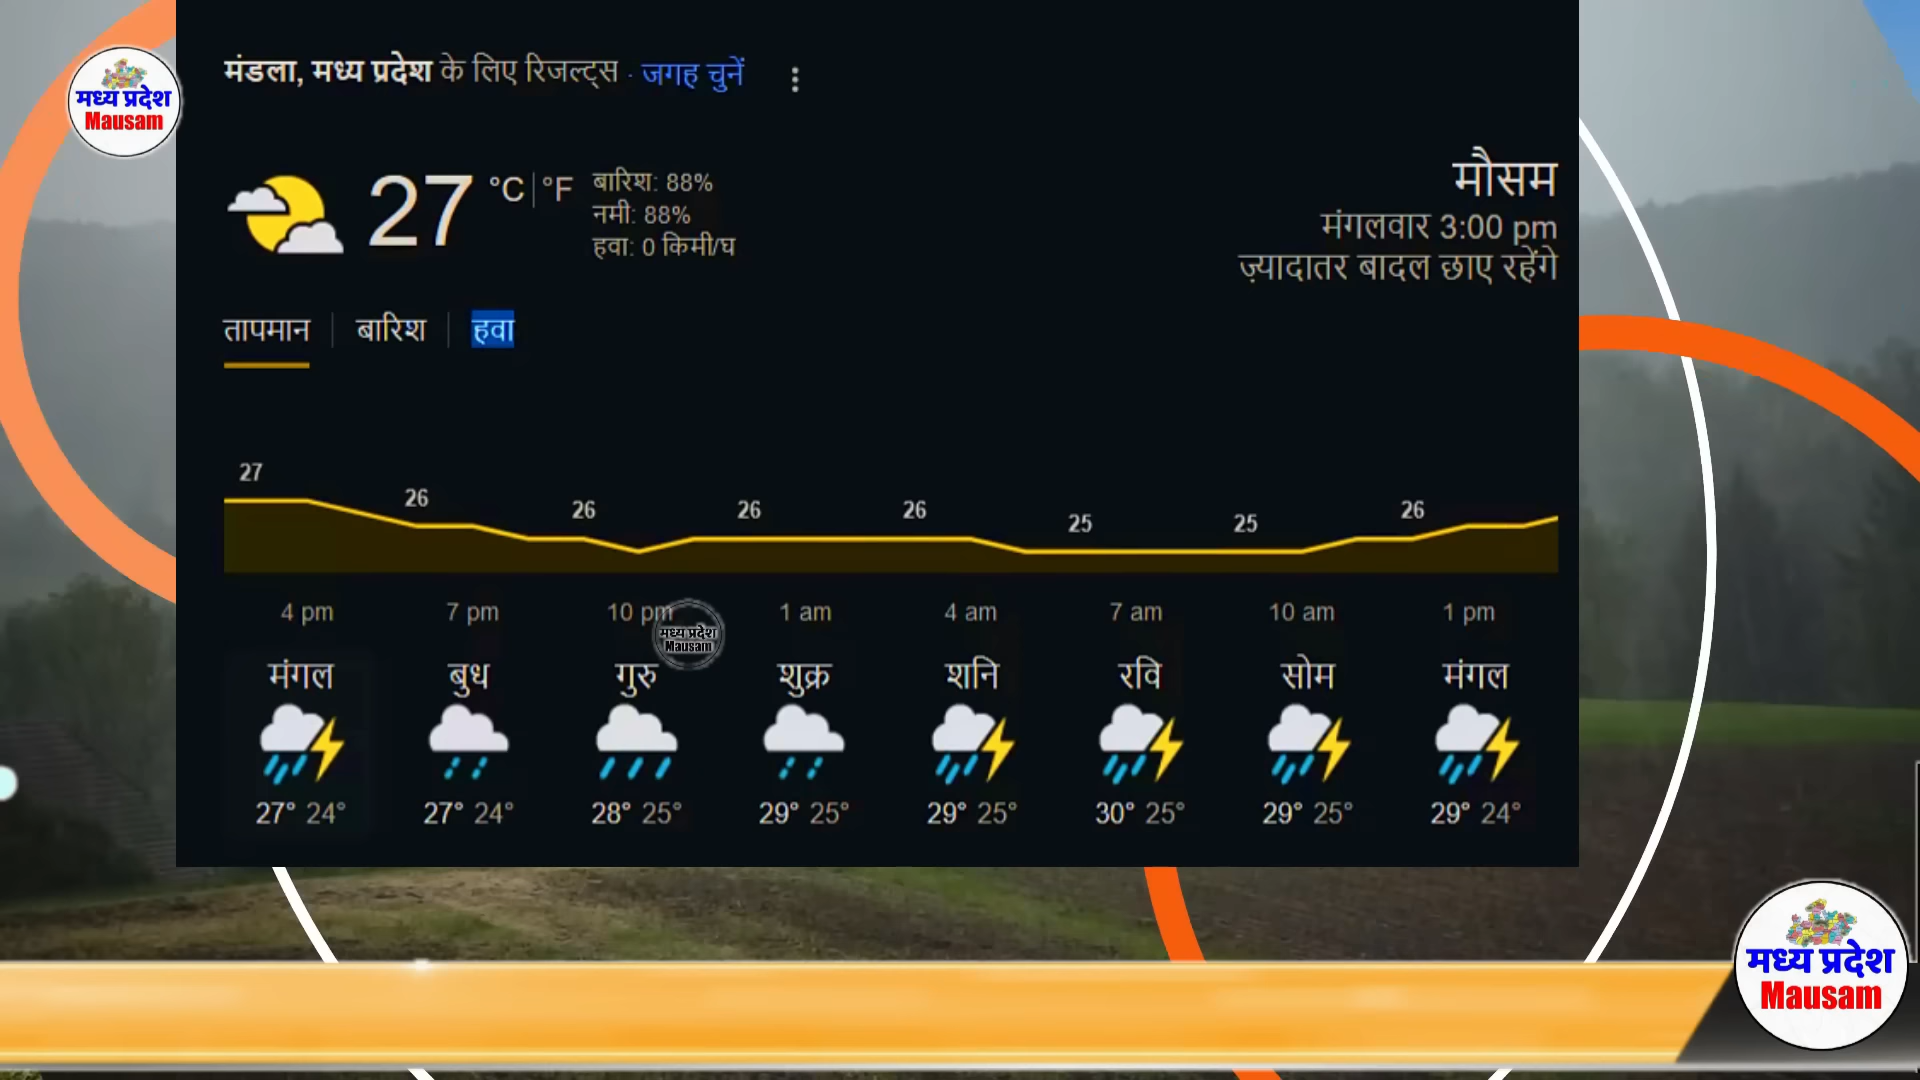 मध्य प्रदेश
Mausam
मंडला, मध्य प्रदेश के लिए रिजल्ट्स · जगह चुनें
27 °C | °F
बारिश: 88%
नमी: 88%
हवा: 0 किमी/घ
मौसम
मंगलवार 3:00 pm
ज़्यादातर बादल छाए रहेंगे
तापमान | बारिश | हवा
27 26 26 26 26 25 25 26
4 pm 7 pm 10 pm 1 am 4 am 7 am 10 am 1 pm
मध्य प्रदेश
Mausam
मंगल बुध गुरु शुक्र शनि रवि सोम मंगल
27° 24° 27° 24° 28° 25° 29° 25° 29° 25° 30° 25° 29° 25° 29° 24°
मध्य प्रदेश
Mausam